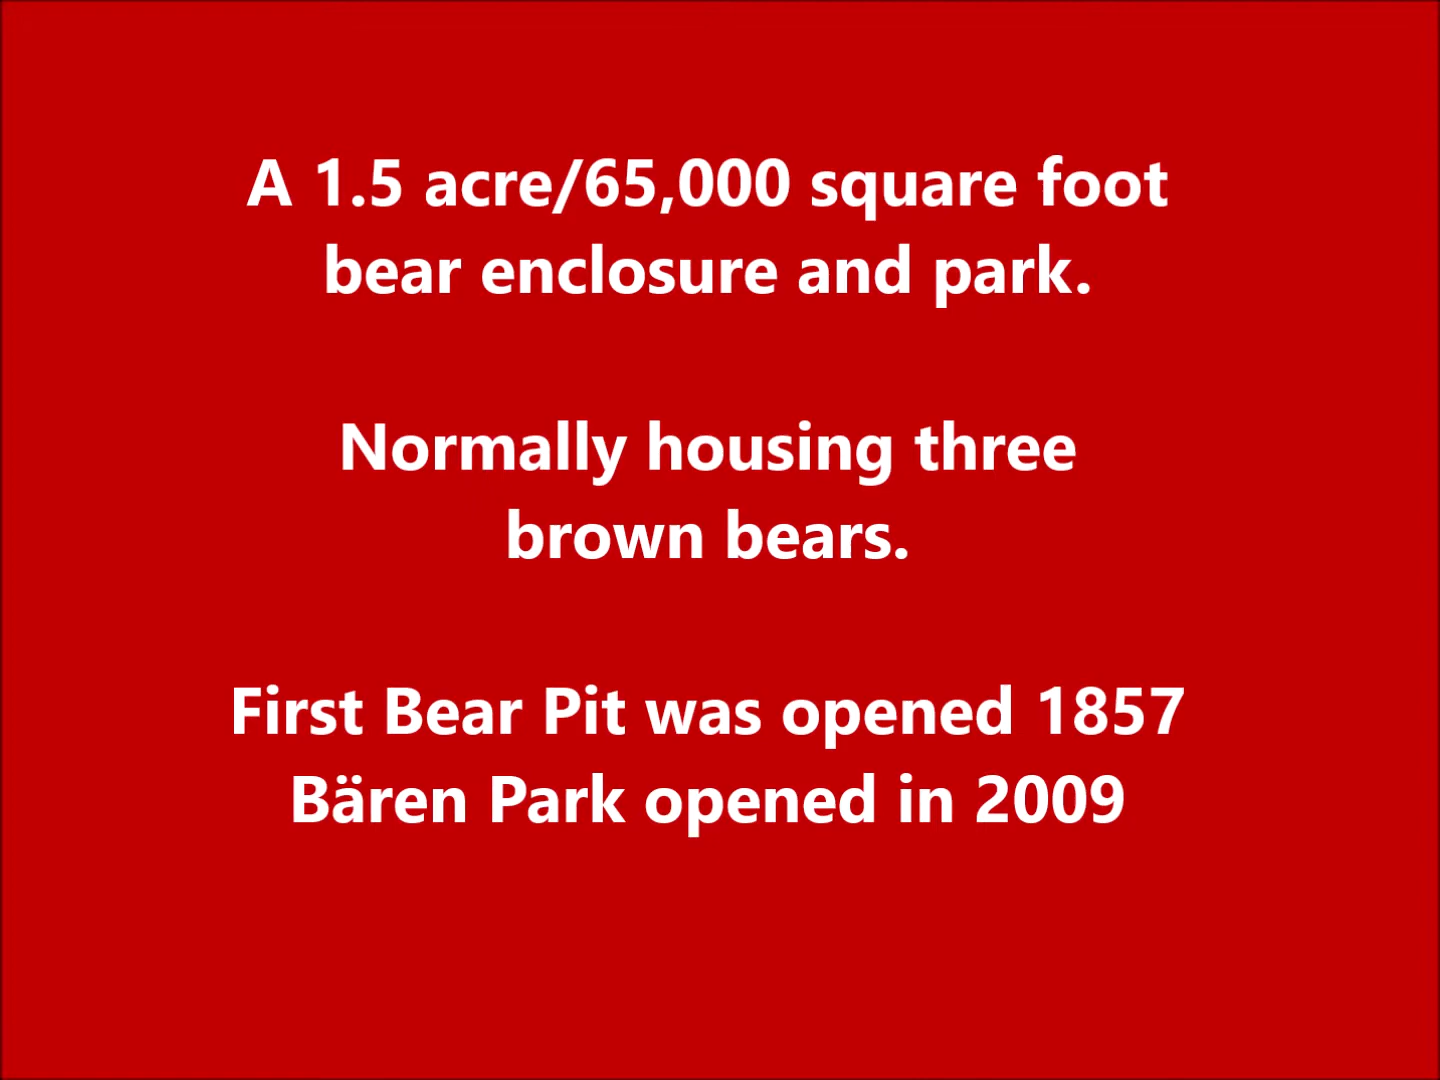 A 1.5 acre/65,000 square foot
bear enclosure and park.
Normally housing three
brown bears.
First Bear Pit was opened 1857
Bären Park opened in 2009